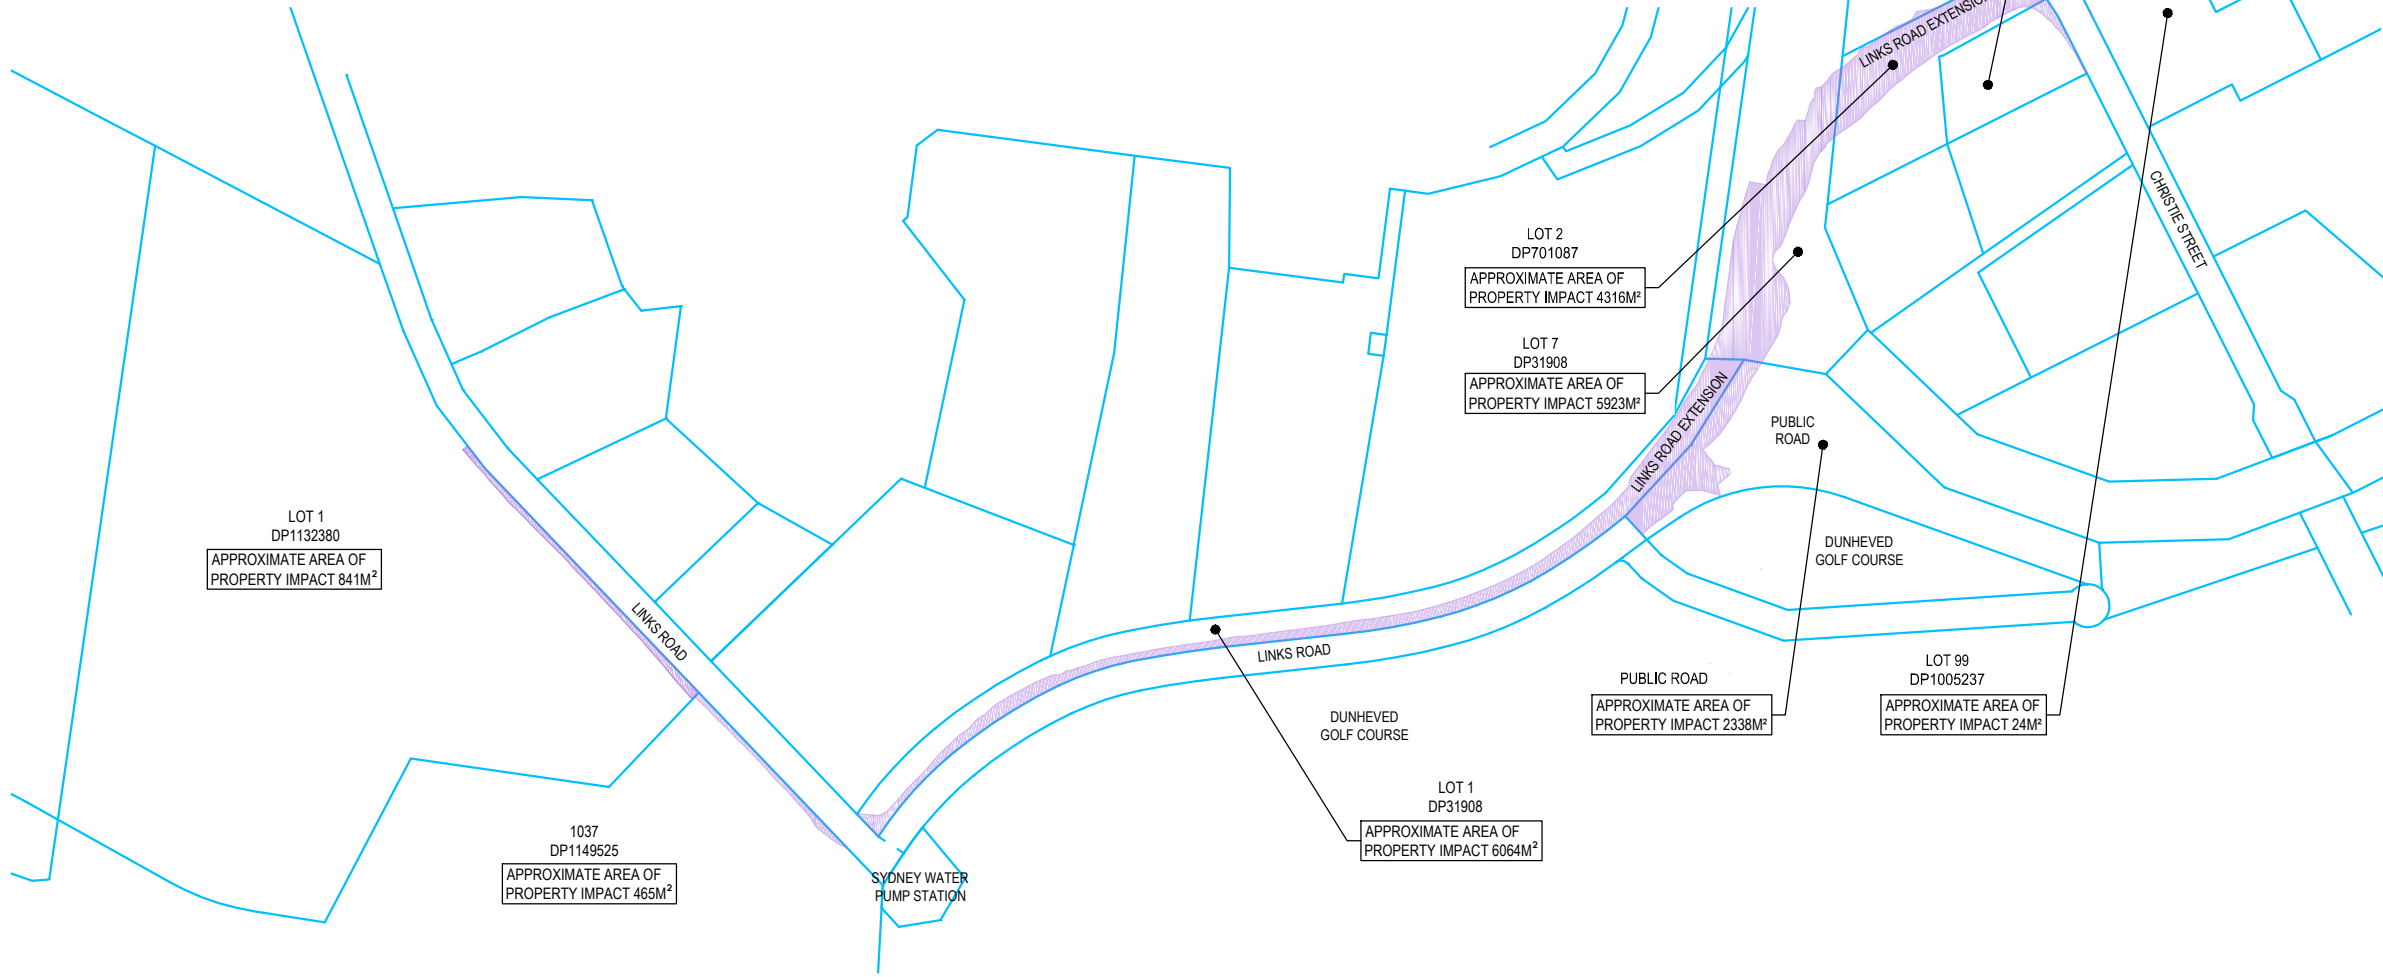 LINKS ROAD EXTENSION
CHRISTIE STREET
LOT 2
DP701087
APPROXIMATE AREA OF
PROPERTY IMPACT 4316M²
LOT 7
DP31908
APPROXIMATE AREA OF
PROPERTY IMPACT 5923M²
LINKS ROAD EXTENSION
PUBLIC
ROAD
LOT 1
DP1132380
APPROXIMATE AREA OF
PROPERTY IMPACT 841M²
DUNHEVED
GOLF COURSE
LINKS ROAD
LINKS ROAD
PUBLIC ROAD
APPROXIMATE AREA OF
PROPERTY IMPACT 2338M²
LOT 99
DP1005237
APPROXIMATE AREA OF
PROPERTY IMPACT 24M²
DUNHEVED
GOLF COURSE
LOT 1
DP31908
APPROXIMATE AREA OF
PROPERTY IMPACT 6064M²
1037
DP1149525
APPROXIMATE AREA OF
PROPERTY IMPACT 465M²
SYDNEY WATER
PUMP STATION